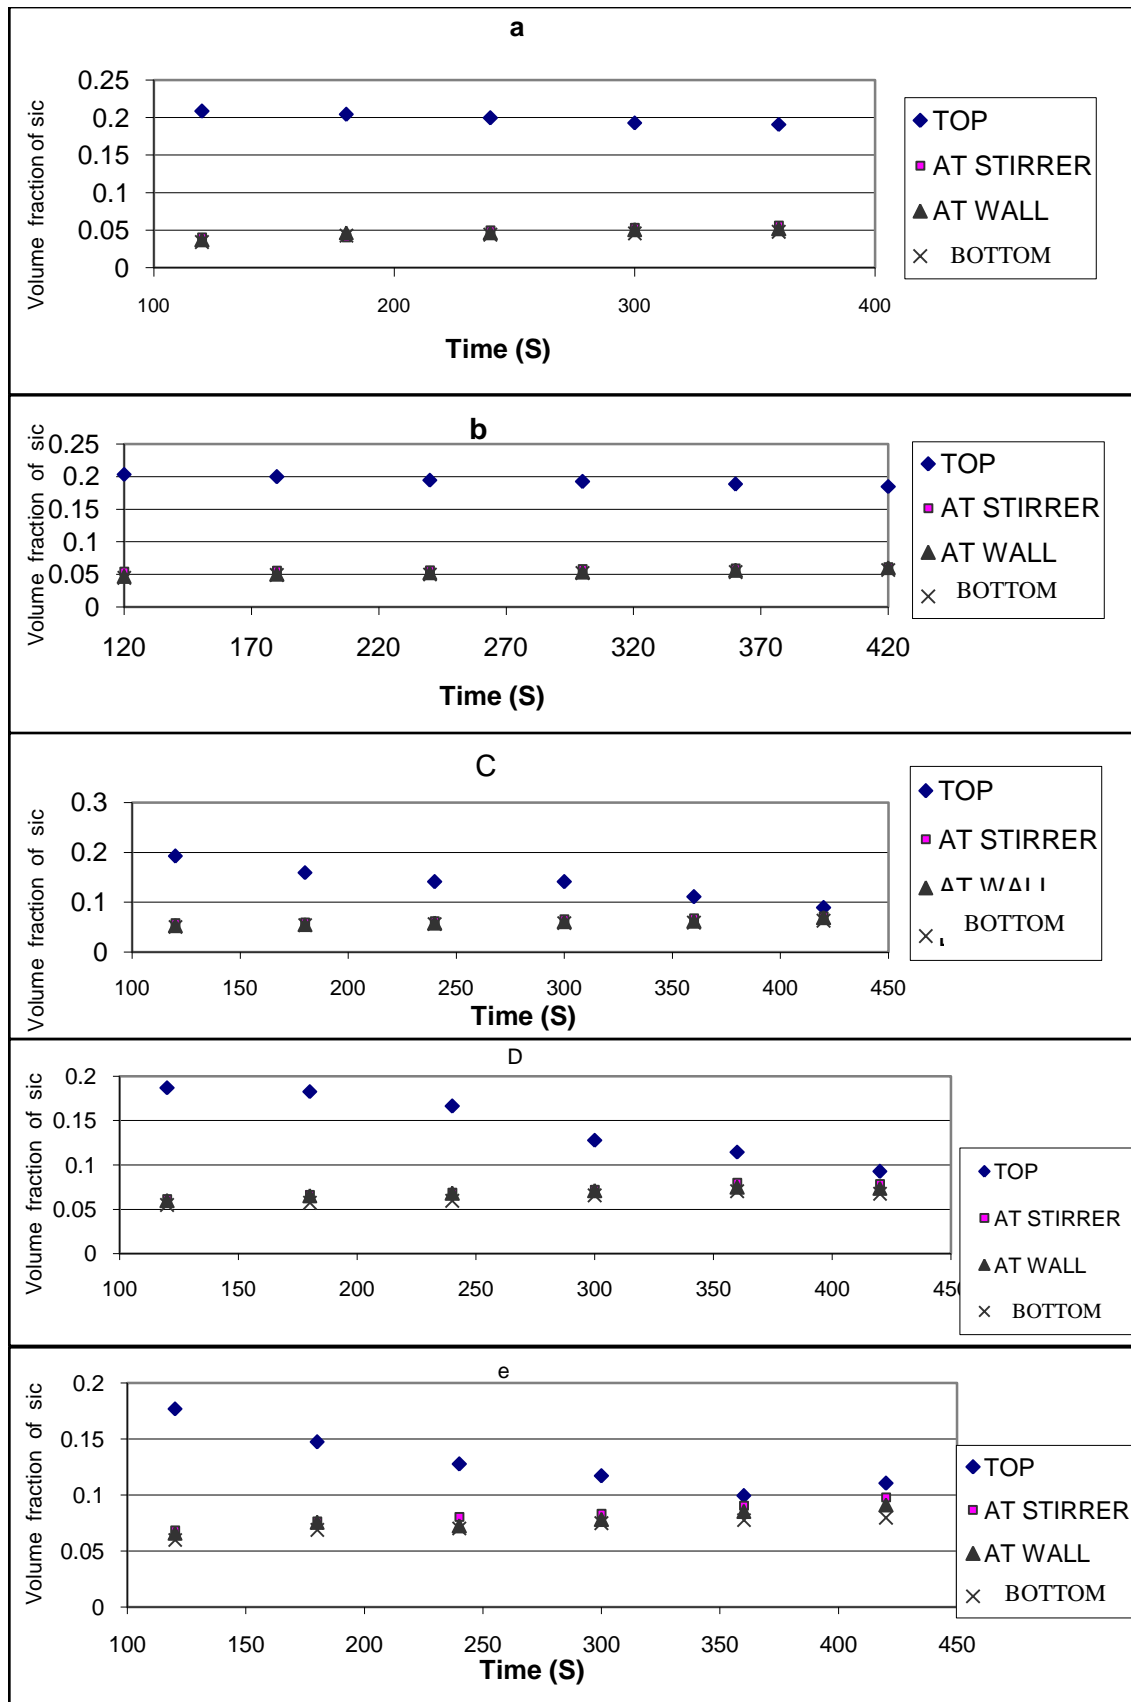 a
Volume fraction of sic
0.25
0.2
0.15
0.1
0.05
0
100 200 300 400
Time (S)
TOP
AT STIRRER
AT WALL
BOTTOM
b
Volume fraction of sic
0.25
0.2
0.15
0.1
0.05
0
120 170 220 270 320 370 420
Time (S)
TOP
AT STIRRER
AT WALL
BOTTOM
C
Volume fraction of sic
0.3
0.2
0.1
0
100 150 200 250 300 350 400 450
Time (S)
TOP
AT STIRRER
AT WALL
BOTTOM
D
Volume fraction of sic
0.2
0.15
0.1
0.05
0
100 150 200 250 300 350 400 450
TOP
AT STIRRER
AT WALL
BOTTOM
e
Volume fraction of sic
0.2
0.15
0.1
0.05
0
100 150 200 250 300 350 400 450
Time (S)
TOP
AT STIRRER
AT WALL
BOTTOM